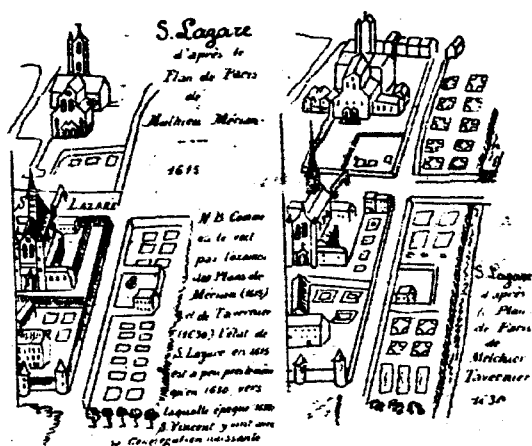 S. Lazare
d'après le
Plan de Paris
de
Mathieu Mérian
1615
LAZARE
N.B. Comme
on le voit
par l'examen
des Plans de
Mérian (1615)
et de Tavernier
(1630) l'état de
S. Lazare en 1615
est a peu près le même
qu'en 1630, vers
laquelle époque
S. Vincent y vint avec
sa Congrégation naissante
S. Lazare
d'après
le Plan
de Paris
de
Melchior
Tavernier
1630